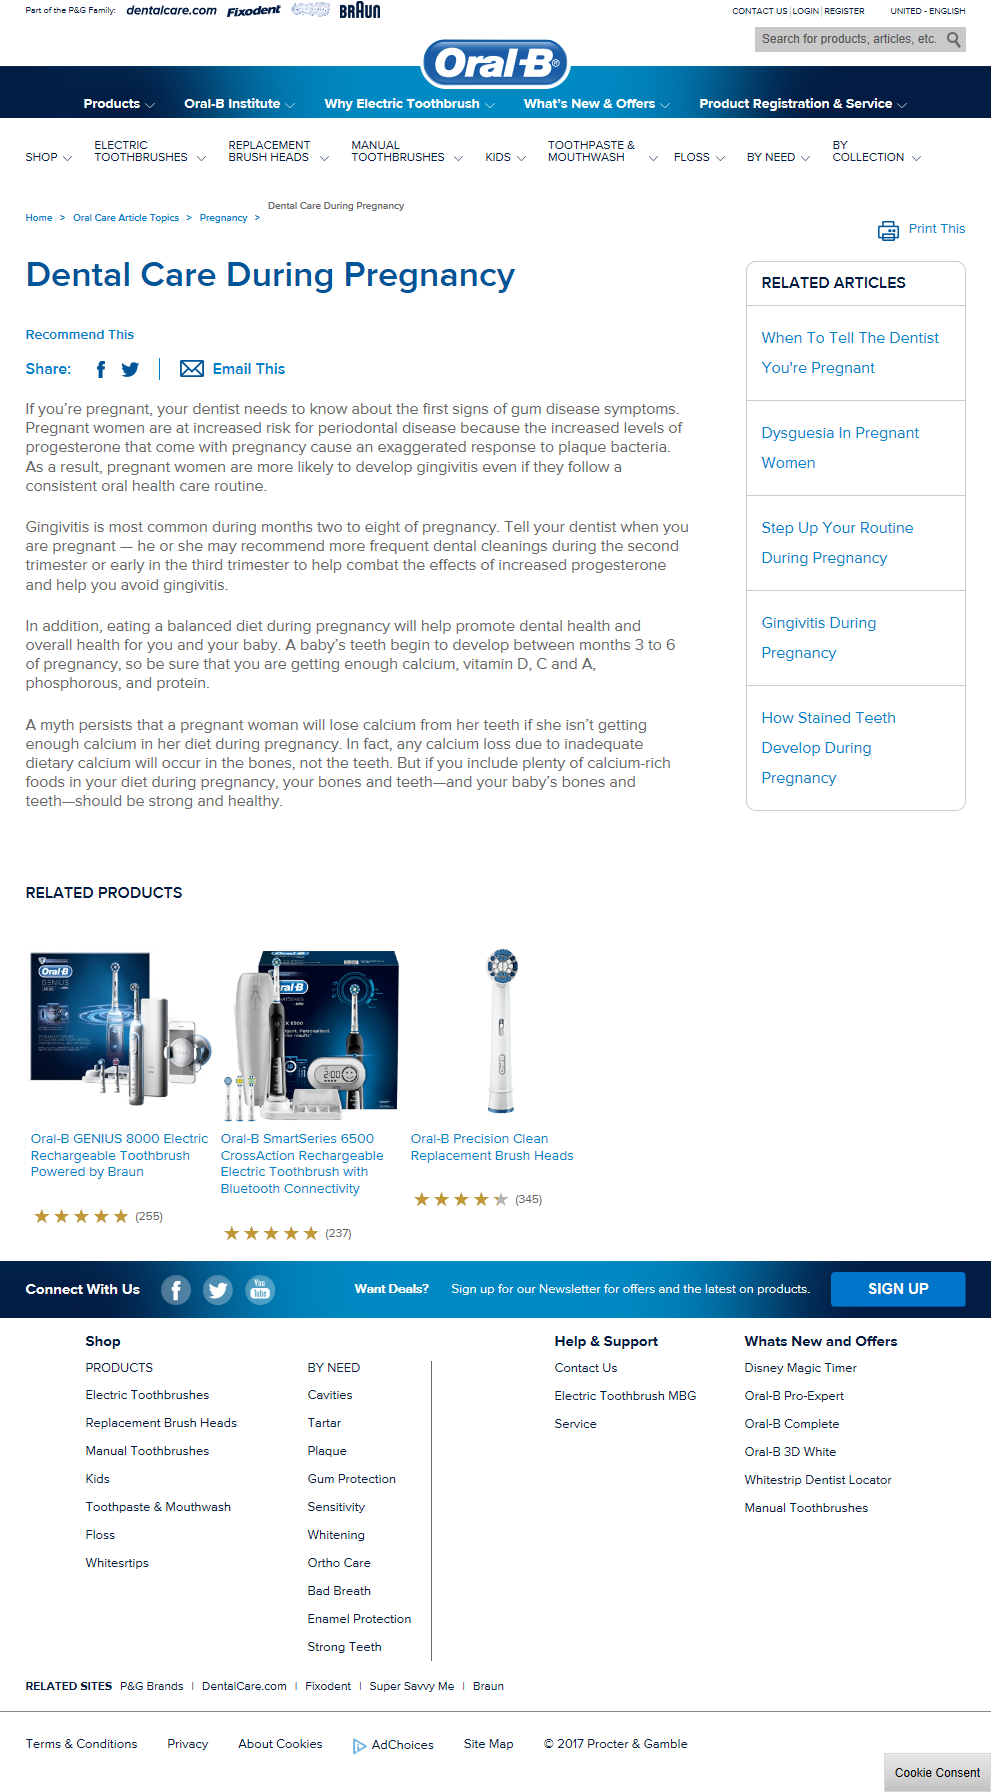 Part of the P&G Family:
dentalcare.com
Fixodent
BRAUN
CONTACT US | LOGIN | REGISTER
UNITED - ENGLISH
Search for products, articles, etc.
Oral-B®
Products
Oral-B Institute
Why Electric Toothbrush
What's New & Offers
Product Registration & Service
SHOP
ELECTRIC
TOOTHBRUSHES
REPLACEMENT
BRUSH HEADS
MANUAL
TOOTHBRUSHES
KIDS
TOOTHPASTE &
MOUTHWASH
FLOSS
BY NEED
BY
COLLECTION
Home > Oral Care Article Topics > Pregnancy > Dental Care During Pregnancy
Print This
Dental Care During Pregnancy
Recommend This
Share:
Email This
If you’re pregnant, your dentist needs to know about the first signs of gum disease symptoms.
Pregnant women are at increased risk for periodontal disease because the increased levels of
progesterone that come with pregnancy cause an exaggerated response to plaque bacteria.
As a result, pregnant women are more likely to develop gingivitis even if they follow a
consistent oral health care routine.
Gingivitis is most common during months two to eight of pregnancy. Tell your dentist when you
are pregnant — he or she may recommend more frequent dental cleanings during the second
trimester or early in the third trimester to help combat the effects of increased progesterone
and help you avoid gingivitis.
In addition, eating a balanced diet during pregnancy will help promote dental health and
overall health for you and your baby. A baby’s teeth begin to develop between months 3 to 6
of pregnancy, so be sure that you are getting enough calcium, vitamin D, C and A,
phosphorous, and protein.
A myth persists that a pregnant woman will lose calcium from her teeth if she isn’t getting
enough calcium in her diet during pregnancy. In fact, any calcium loss due to inadequate
dietary calcium will occur in the bones, not the teeth. But if you include plenty of calcium-rich
foods in your diet during pregnancy, your bones and teeth—and your baby’s bones and
teeth—should be strong and healthy.
RELATED ARTICLES
When To Tell The Dentist
You're Pregnant
Dysguesia In Pregnant
Women
Step Up Your Routine
During Pregnancy
Gingivitis During
Pregnancy
How Stained Teeth
Develop During
Pregnancy
RELATED PRODUCTS
Oral-B
GENIUS
Oral-B
6500
2:00
Oral-B
Oral-B GENIUS 8000 Electric
Rechargeable Toothbrush
Powered by Braun
(255)
Oral-B SmartSeries 6500
CrossAction Rechargeable
Electric Toothbrush with
Bluetooth Connectivity
(237)
Oral-B Precision Clean
Replacement Brush Heads
(345)
Connect With Us
You
Tube
Want Deals?
Sign up for our Newsletter for offers and the latest on products.
SIGN UP
Shop
PRODUCTS
Electric Toothbrushes
Replacement Brush Heads
Manual Toothbrushes
Kids
Toothpaste & Mouthwash
Floss
Whitesrtips
BY NEED
Cavities
Tartar
Plaque
Gum Protection
Sensitivity
Whitening
Ortho Care
Bad Breath
Enamel Protection
Strong Teeth
Help & Support
Contact Us
Electric Toothbrush MBG
Service
Whats New and Offers
Disney Magic Timer
Oral-B Pro-Expert
Oral-B Complete
Oral-B 3D White
Whitestrip Dentist Locator
Manual Toothbrushes
RELATED SITES P&G Brands | DentalCare.com | Fixodent | Super Savvy Me | Braun
Terms & Conditions
Privacy
About Cookies
AdChoices
Site Map
© 2017 Procter & Gamble
Cookie Consent